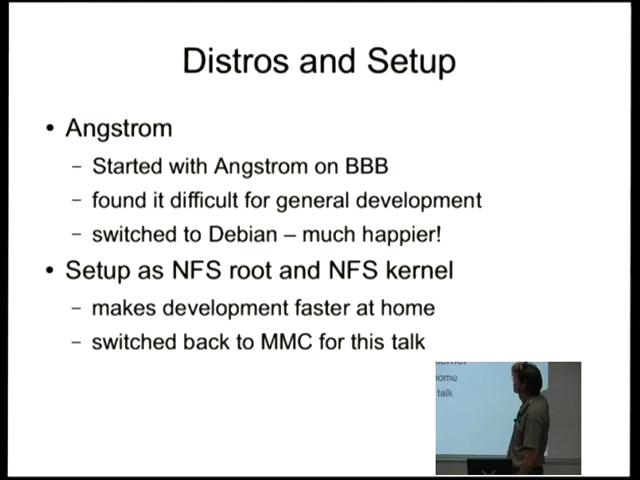 Distros and Setup
• Angstrom
– Started with Angstrom on BBB
– found it difficult for general development
– switched to Debian – much happier!
• Setup as NFS root and NFS kernel
– makes development faster at home
– switched back to MMC for this talk
ome
talk